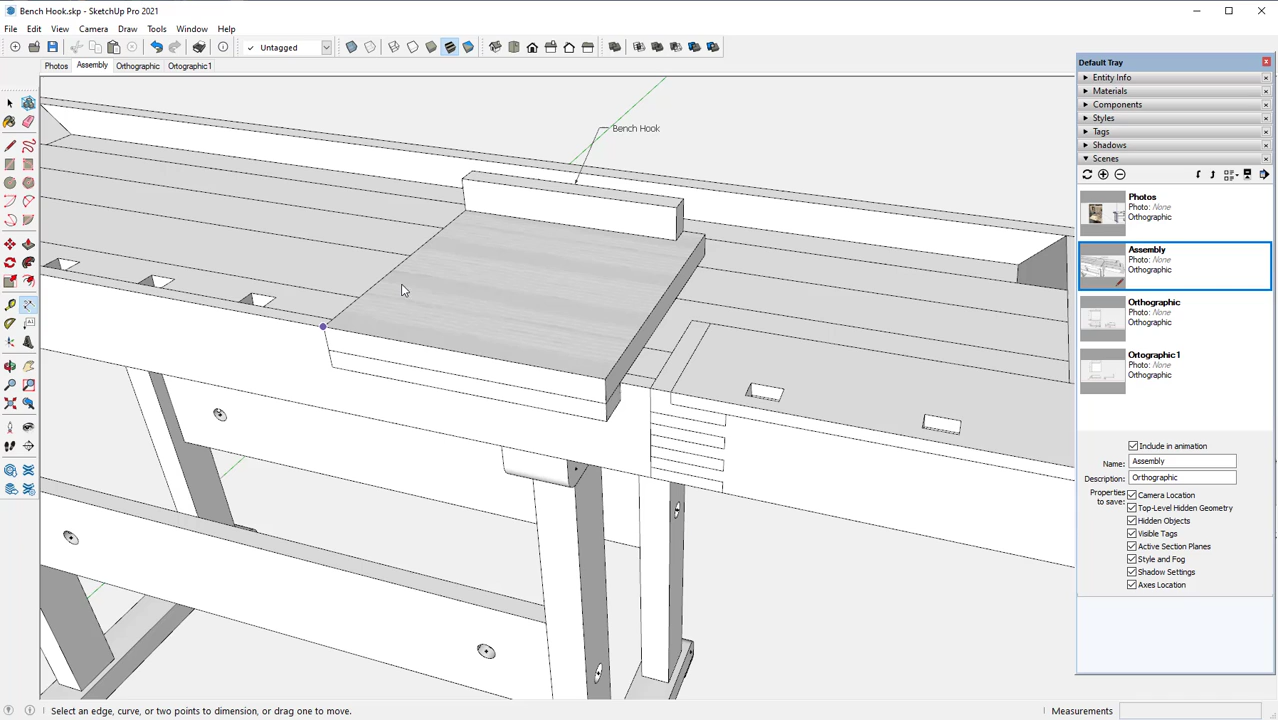 Bench Hook.skp - SketchUp Pro 2021
File Edit View Camera Draw Tools Window Help
Untagged
Photos Assembly Orthographic Orthographic1
Bench Hook
Default Tray
Entity Info
Materials
Components
Styles
Tags
Shadows
Scenes
Photos
Photo: None
Orthographic
Assembly
Photo: None
Orthographic
Orthographic
Photo: None
Orthographic
Ortographic1
Photo: None
Orthographic
Include in animation
Name: Assembly
Description: Orthographic
Properties to save:
Camera Location
Top-Level Hidden Geometry
Hidden Objects
Visible Tags
Active Section Planes
Style and Fog
Shadow Settings
Axes Location
Select an edge, curve, or two points to dimension, or drag one to move.
Measurements